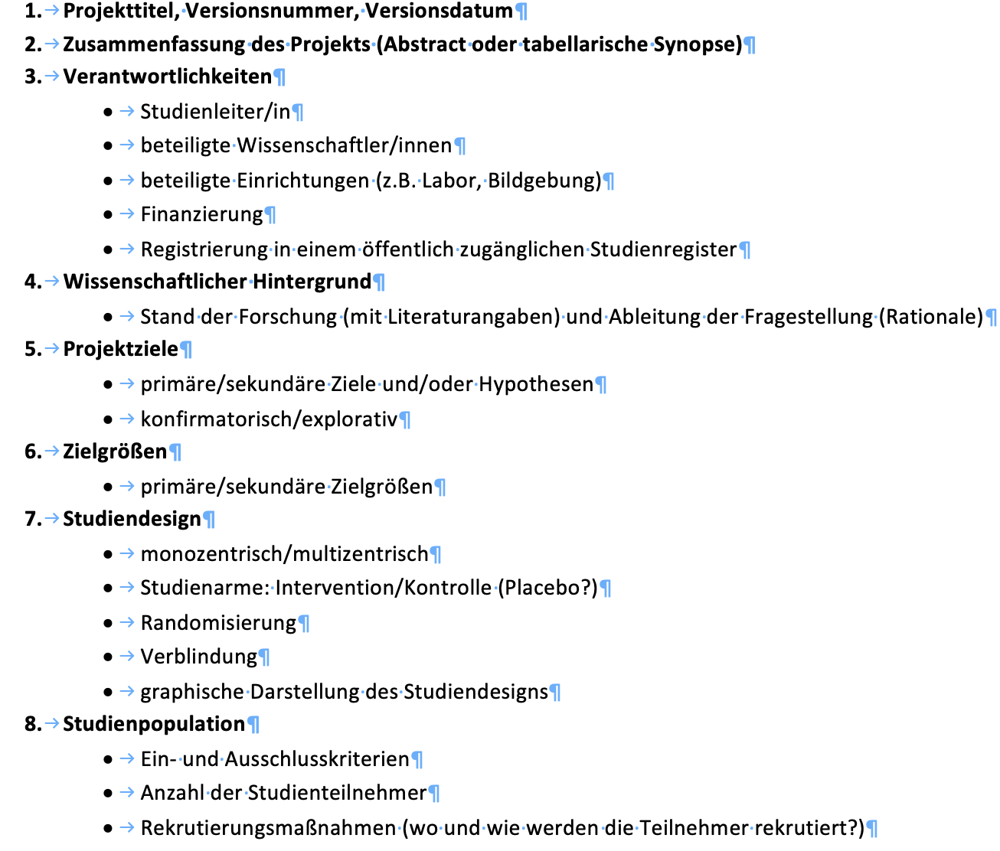 1. Projekttitel, Versionsnummer, Versionsdatum
2. Zusammenfassung des Projekts (Abstract oder tabellarische Synopse)
3. Verantwortlichkeiten
• Studienleiter/in
• beteiligte Wissenschaftler/innen
• beteiligte Einrichtungen (z.B. Labor, Bildgebung)
• Finanzierung
• Registrierung in einem öffentlich zugänglichen Studienregister
4. Wissenschaftlicher Hintergrund
• Stand der Forschung (mit Literaturangaben) und Ableitung der Fragestellung (Rationale)
5. Projektziele
• primäre/sekundäre Ziele und/oder Hypothesen
• konfirmatorisch/explorativ
6. Zielgrößen
• primäre/sekundäre Zielgrößen
7. Studiendesign
• monozentrisch/multizentrisch
• Studienarme: Intervention/Kontrolle (Placebo?)
• Randomisierung
• Verblindung
• graphische Darstellung des Studiendesigns
8. Studienpopulation
• Ein- und Ausschlusskriterien
• Anzahl der Studienteilnehmer
• Rekrutierungsmaßnahmen (wo und wie werden die Teilnehmer rekrutiert?)